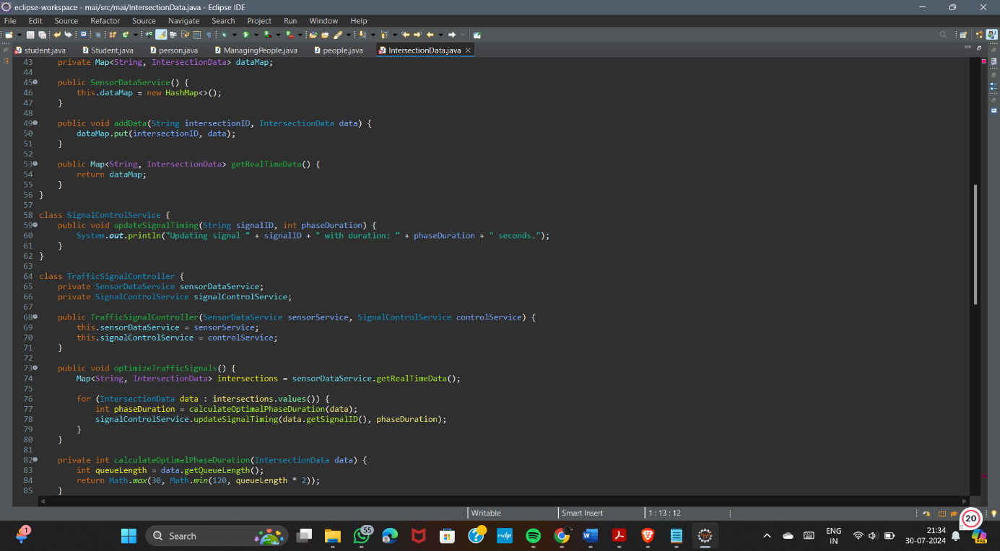 eclipse-workspace - mai/src/mai/IntersectionData.java - Eclipse IDE
File Edit Source Refactor Source Navigate Search Project Run Window Help
student.java Student.java person.java ManagingPeople.java people.java IntersectionData.java
43 private Map<String, IntersectionData> dataMap;
44
45 public SensorDataService() {
46 this.dataMap = new HashMap<>();
47 }
48
49 public void addData(String intersectionID, IntersectionData data) {
50 dataMap.put(intersectionID, data);
51 }
52
53 public Map<String, IntersectionData> getRealTimeData() {
54 return dataMap;
55 }
56 }
57
58 class SignalControlService {
59 public void updateSignalTiming(String signalID, int phaseDuration) {
60 System.out.println("Updating signal " + signalID + " with duration: " + phaseDuration + " seconds.");
61 }
62 }
63
64 class TrafficSignalController {
65 private SensorDataService sensorDataService;
66 private SignalControlService signalControlService;
67
68 public TrafficSignalController(SensorDataService sensorService, SignalControlService controlService) {
69 this.sensorDataService = sensorService;
70 this.signalControlService = controlService;
71 }
72
73 public void optimizeTrafficSignals() {
74 Map<String, IntersectionData> intersections = sensorDataService.getRealTimeData();
75
76 for (IntersectionData data : intersections.values()) {
77 int phaseDuration = calculateOptimalPhaseDuration(data);
78 signalControlService.updateSignalTiming(data.getSignalID(), phaseDuration);
79 }
80 }
81
82 private int calculateOptimalPhaseDuration(IntersectionData data) {
83 int queueLength = data.getQueueLength();
84 return Math.max(30, Math.min(120, queueLength * 2));
85 }
Writable Smart Insert 1 : 13 : 12
20
1
Search
55
myhp
ENG
IN
21:34
30-07-2024
PRE